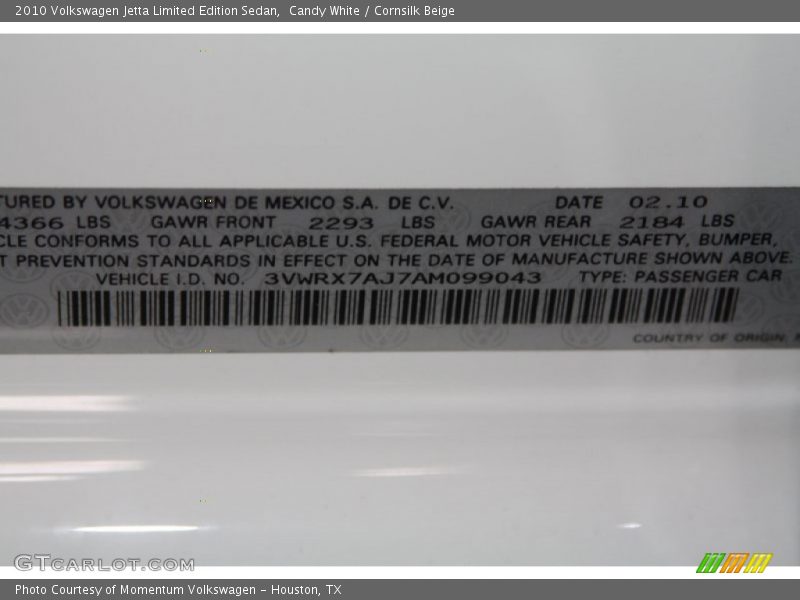 2010 Volkswagen Jetta Limited Edition Sedan, Candy White / Cornsilk Beige
TURED BY VOLKSWAGEN DE MEXICO S.A. DE C.V. DATE 02.10
4366 LBS GAWR FRONT 2293 LBS GAWR REAR 2184 LBS
CLE CONFORMS TO ALL APPLICABLE U.S. FEDERAL MOTOR VEHICLE SAFETY, BUMPER,
T PREVENTION STANDARDS IN EFFECT ON THE DATE OF MANUFACTURE SHOWN ABOVE.
VEHICLE I.D. NO. 3VWRX7AJ7AM099043 TYPE: PASSENGER CAR
COUNTRY OF ORIGIN,
GTCARLOT.COM
Photo Courtesy of Momentum Volkswagen - Houston, TX